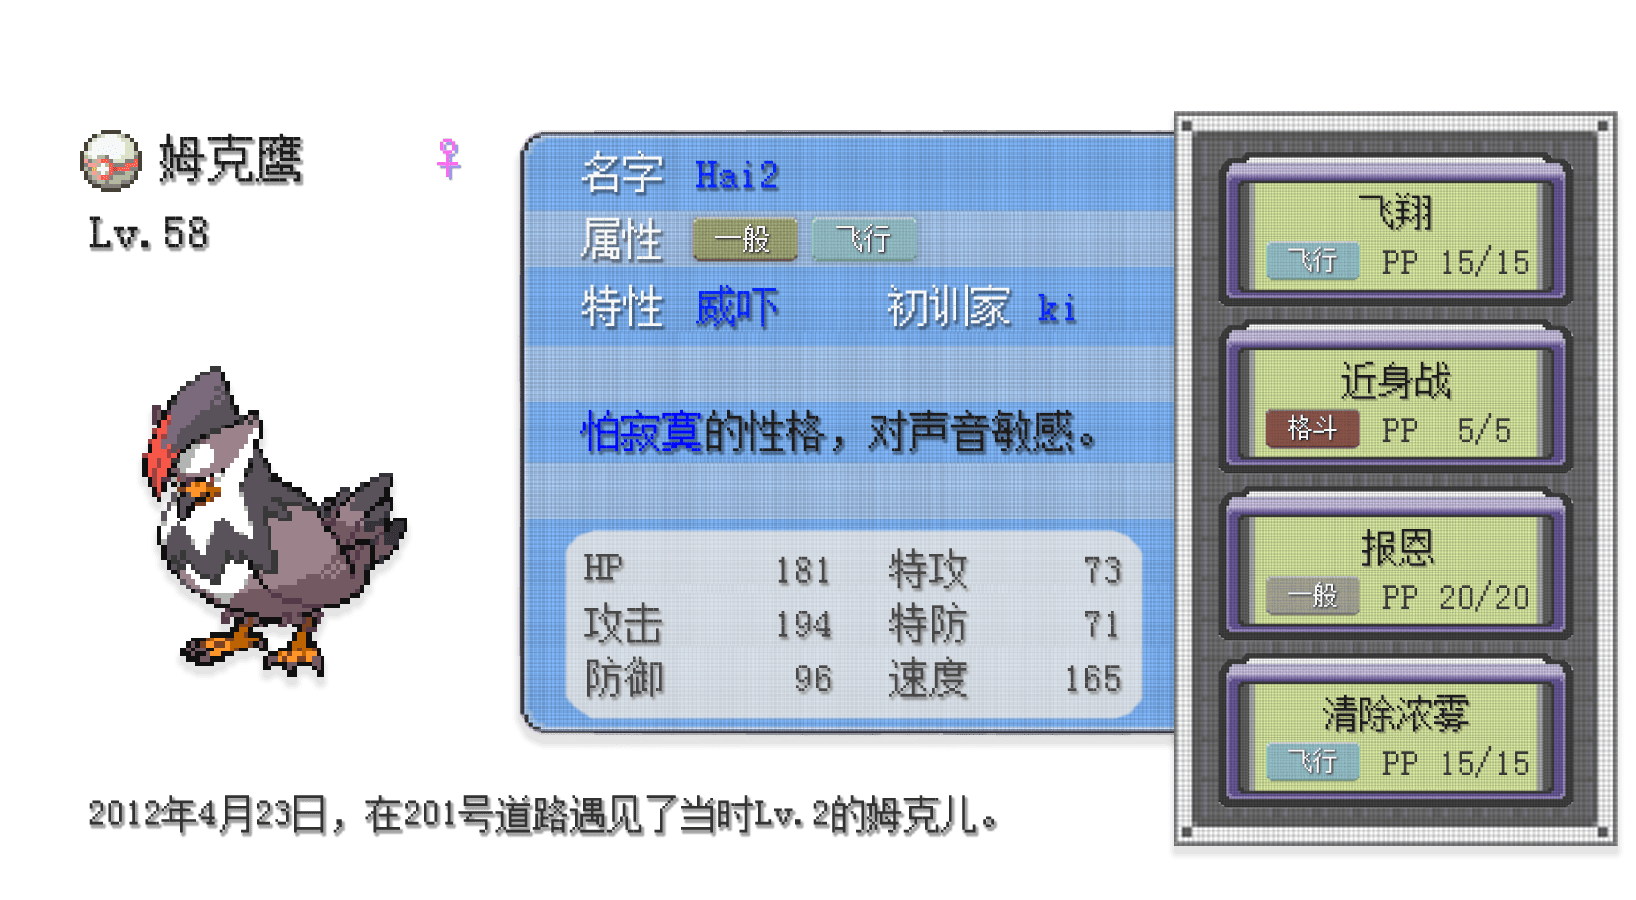 姆克鹰 ♀
Lv.58
名字 Hai2
属性 一般 飞行
特性 威吓 初训家 ki
怕寂寞的性格，对声音敏感。
HP 181 特攻 73
攻击 194 特防 71
防御 96 速度 165
飞翔
飞行 PP 15/15
近身战
格斗 PP 5/5
报恩
一般 PP 20/20
清除浓雾
飞行 PP 15/15
2012年4月23日，在201号道路遇见了当时Lv.2的姆克儿。